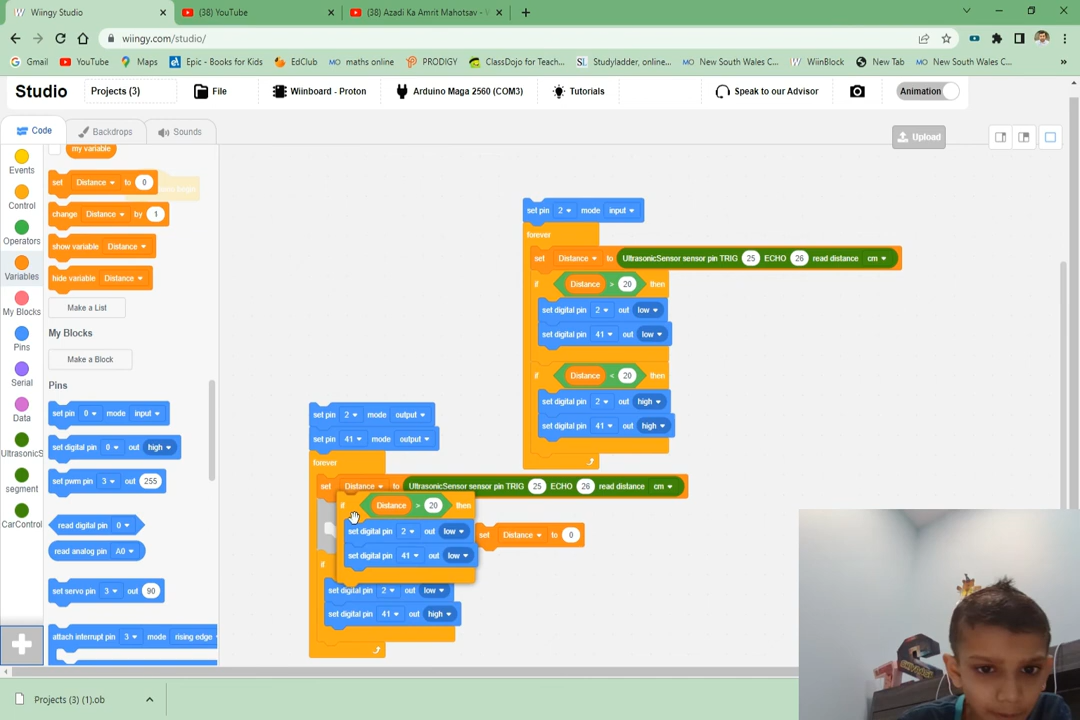 Wiingy Studio
(38) YouTube
(38) Azadi Ka Amrit Mahotsav - V
wiingy.com/studio/
Gmail YouTube Maps Epic - Books for Kids EdClub maths online PRODIGY ClassDojo for Teach... Studyladder, online... New South Wales C... WiinBlock New Tab New South Wales C...
Studio Projects (3) File Wiinboard - Proton Arduino Maga 2560 (COM3) Tutorials Speak to our Advisor Animation
Code Backdrops Sounds Upload
Events
Control
Operators
Variables
My Blocks
Pins
Serial
Data
UltrasonicS
segment
CarControl
my variable
set Distance to 0
change Distance by 1
show variable Distance
hide variable Distance
Make a List
My Blocks
Make a Block
Pins
set pin 0 mode input
set digital pin 0 out high
set pwm pin 3 out 255
read digital pin 0
read analog pin A0
set servo pin 3 out 90
attach interrupt pin 3 mode rising edge
set pin 2 mode input
forever
set Distance to UltrasonicSensor sensor pin TRIG 25 ECHO 26 read distance cm
if Distance > 20 then
set digital pin 2 out low
set digital pin 41 out low
if Distance < 20 then
set digital pin 2 out high
set digital pin 41 out high
set pin 2 mode output
set pin 41 mode output
forever
set Distance to UltrasonicSensor sensor pin TRIG 25 ECHO 26 read distance cm
if Distance > 20 then
set digital pin 2 out low
set digital pin 41 out low
set Distance to 0
if
set digital pin 2 out low
set digital pin 41 out high
Projects (3) (1).ob